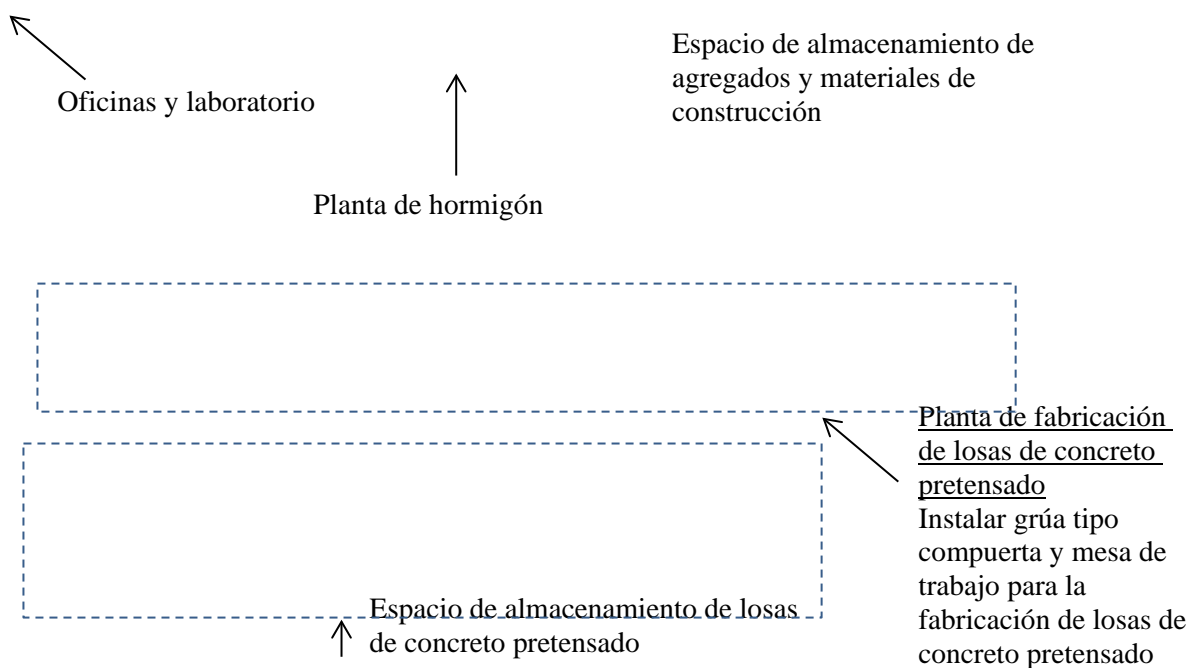 Espacio de almacenamiento de
agregados y materiales de
construcción
Oficinas y laboratorio
Planta de hormigón
Planta de fabricación
de losas de concreto
pretensado
Instalar grúa tipo
compuerta y mesa de
trabajo para la
fabricación de losas de
concreto pretensado
Espacio de almacenamiento de losas
de concreto pretensado